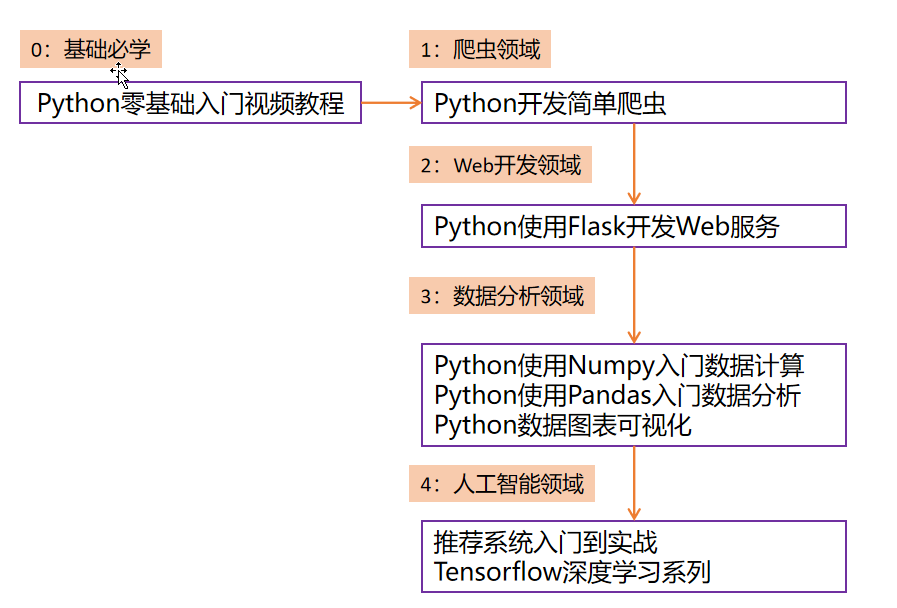 0：基础必学
Python零基础入门视频教程
1：爬虫领域
Python开发简单爬虫
2：Web开发领域
Python使用Flask开发Web服务
3：数据分析领域
Python使用Numpy入门数据计算
Python使用Pandas入门数据分析
Python数据图表可视化
4：人工智能领域
推荐系统入门到实战
Tensorflow深度学习系列